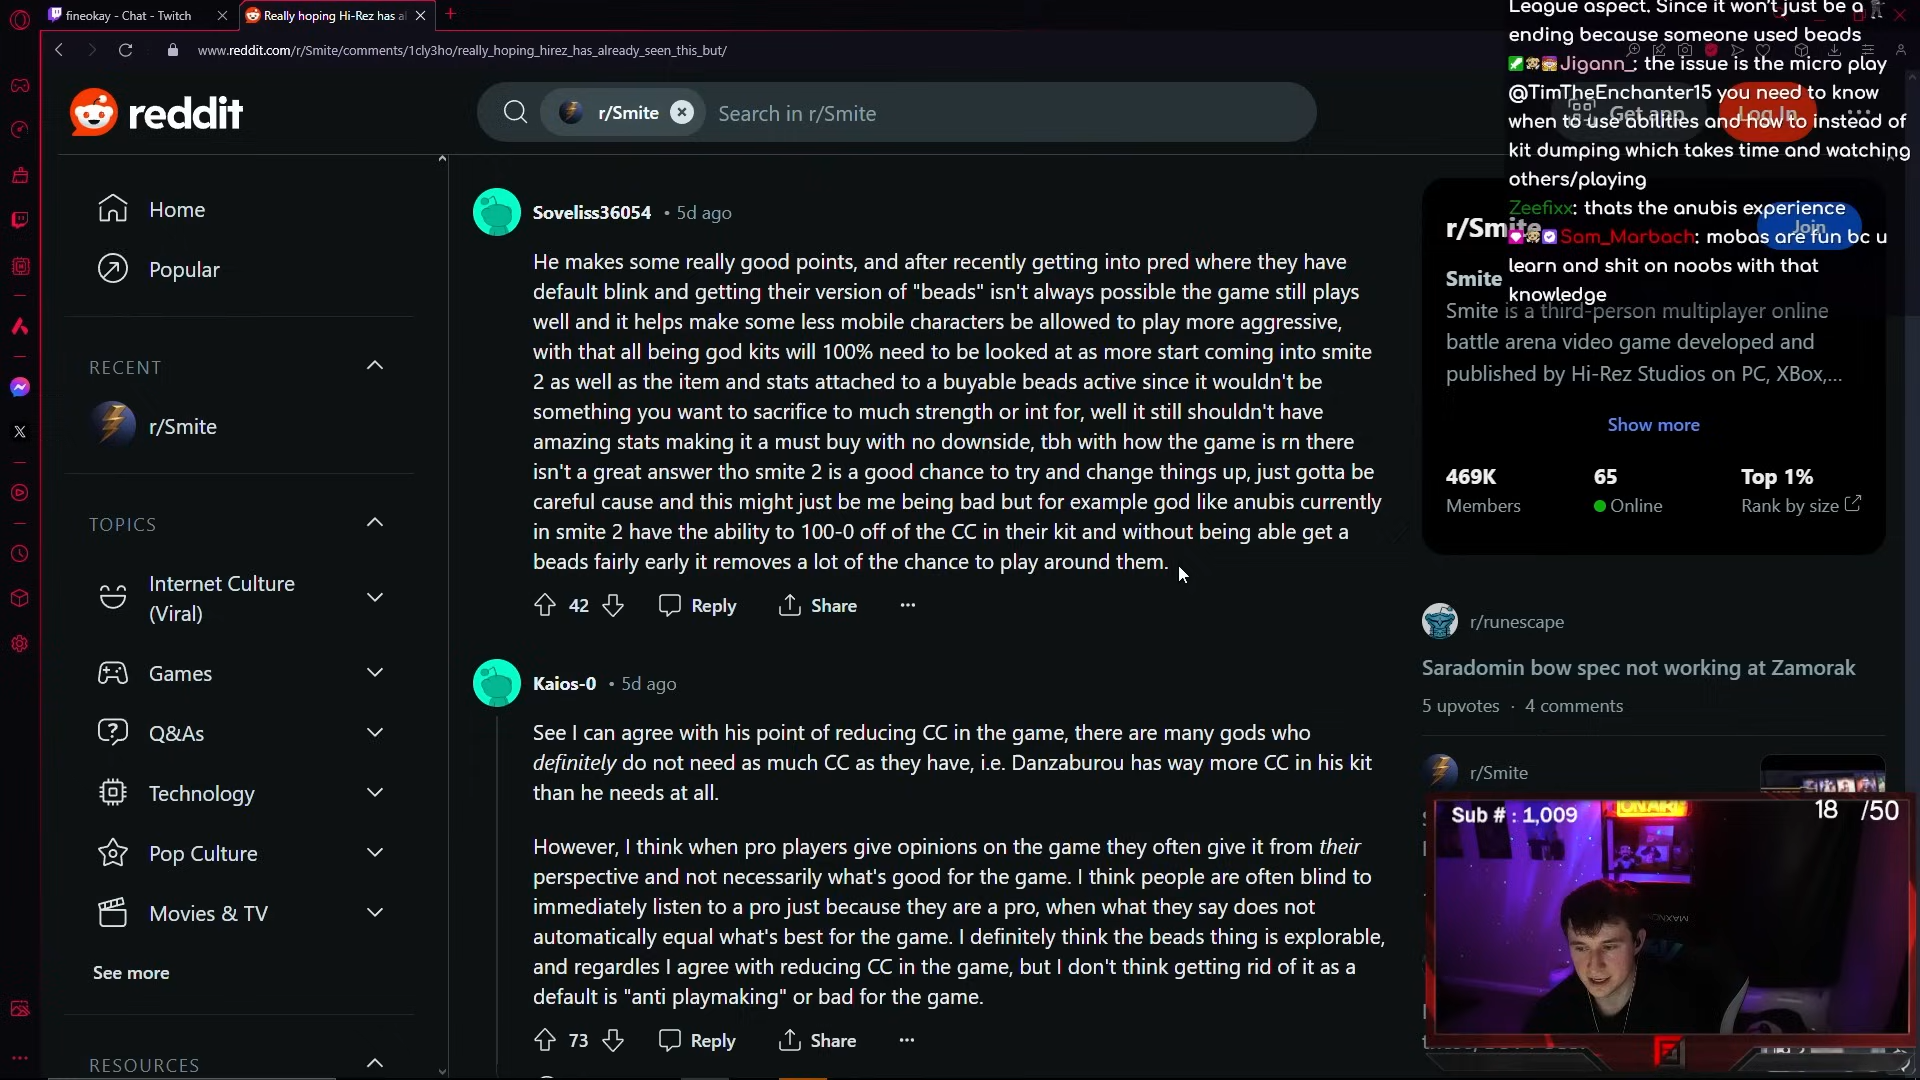 fineokay - Chat - Twitch
Really hoping Hi-Rez has a
www.reddit.com/r/Smite/comments/1cly3ho/really_hoping_hirez_has_already_seen_this_but/
reddit
r/Smite
Search in r/Smite
Get app
Log In
League aspect. Since it won't just be a
ending because someone used beads
Jigann_: the issue is the micro play
@TimTheEnchanter15 you need to know
when to use abilities and how to instead of
kit dumping which takes time and watching
others/playing
Zeefixx: thats the anubis experience
Sam_Marbach: mobas are fun bc u
learn and shit on noobs with that
knowledge
Home
Popular
RECENT
r/Smite
TOPICS
Internet Culture
(Viral)
Games
Q&As
Technology
Pop Culture
Movies & TV
See more
RESOURCES
Soveliss36054 • 5d ago
He makes some really good points, and after recently getting into pred where they have
default blink and getting their version of "beads" isn't always possible the game still plays
well and it helps make some less mobile characters be allowed to play more aggressive,
with that all being god kits will 100% need to be looked at as more start coming into smite
2 as well as the item and stats attached to a buyable beads active since it wouldn't be
something you want to sacrifice to much strength or int for, well it still shouldn't have
amazing stats making it a must buy with no downside, tbh with how the game is rn there
isn't a great answer tho smite 2 is a good chance to try and change things up, just gotta be
careful cause and this might just be me being bad but for example god like anubis currently
in smite 2 have the ability to 100-0 off of the CC in their kit and without being able get a
beads fairly early it removes a lot of the chance to play around them.
42 Reply Share
Kaios-0 • 5d ago
See I can agree with his point of reducing CC in the game, there are many gods who
definitely do not need as much CC as they have, i.e. Danzaburou has way more CC in his kit
than he needs at all.
However, I think when pro players give opinions on the game they often give it from their
perspective and not necessarily what's good for the game. I think people are often blind to
immediately listen to a pro just because they are a pro, when what they say does not
automatically equal what's best for the game. I definitely think the beads thing is explorable,
and regardles I agree with reducing CC in the game, but I don't think getting rid of it as a
default is "anti playmaking" or bad for the game.
73 Reply Share
r/Smite
Join
Smite
Smite is a third-person multiplayer online
battle arena video game developed and
published by Hi-Rez Studios on PC, XBox,...
Show more
469K 65 Top 1%
Members Online Rank by size
r/runescape
Saradomin bow spec not working at Zamorak
5 upvotes · 4 comments
r/Smite
Sub # : 1,009
18 /50